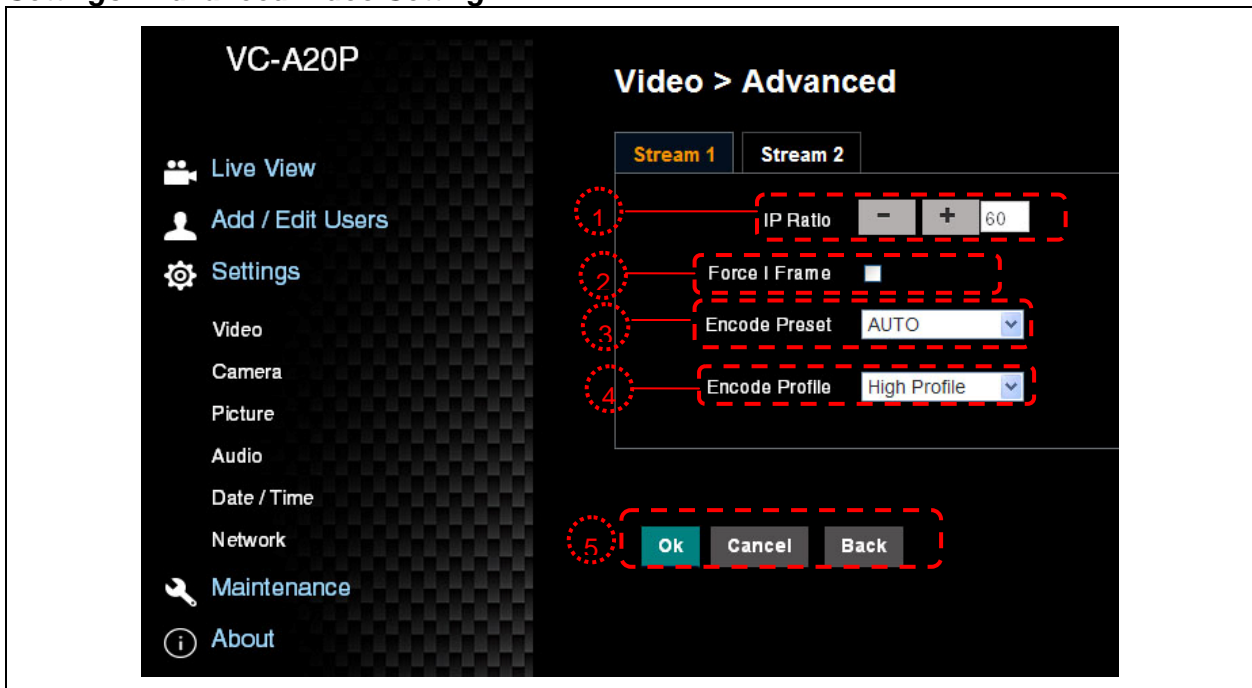 VC-A20P
Live View
Add / Edit Users
Settings
Video
Camera
Picture
Audio
Date / Time
Network
Maintenance
About
Video > Advanced
Stream 1 Stream 2
1 IP Ratio - + 60
2 Force I Frame
3 Encode Preset AUTO
4 Encode Profile High Profile
5 Ok Cancel Back